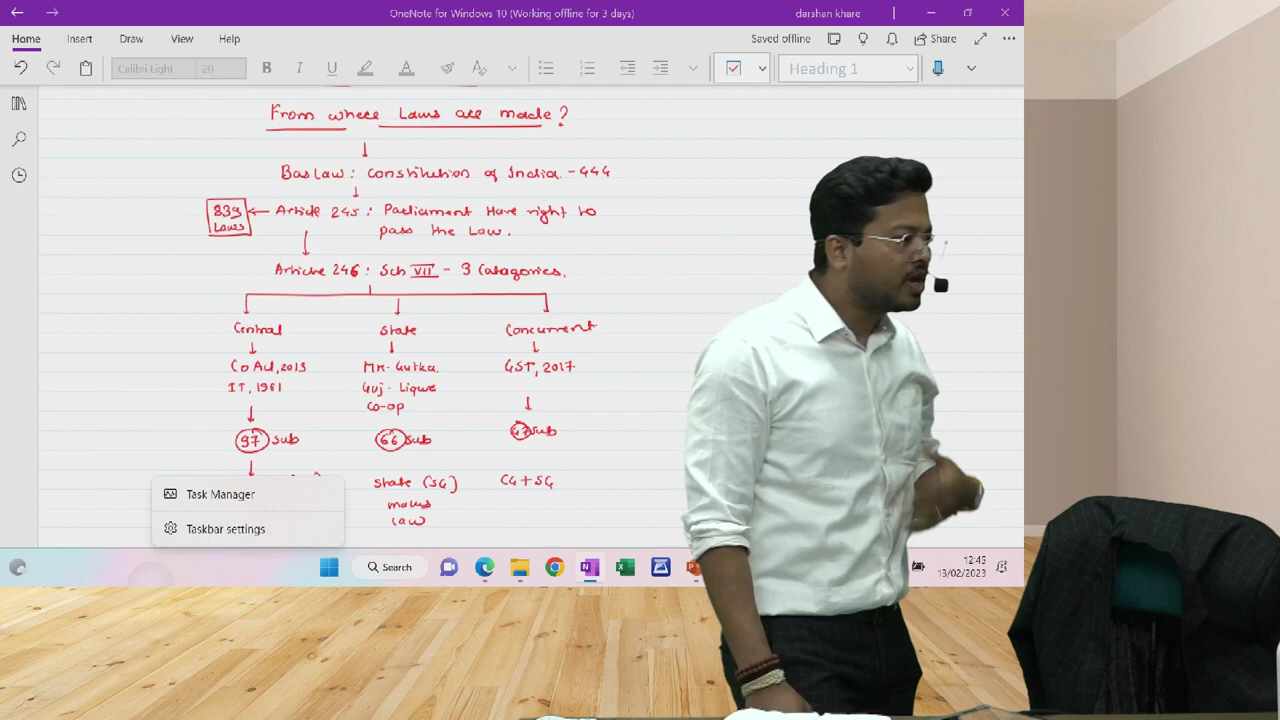 OneNote for Windows 10 (Working offline for 3 days)
darshan khare
Home Insert Draw View Help
Saved offline
Share
Calibri Light 20
B I U
Heading 1
From where Laws are made?
Bas Law : Constitution of India. - 444
839 Laws
Article 245 : Parliament Have right to
pass the Law.
Article 246 : Sch VII - 3 Catagories.
Central State Concurrent
Co Act, 2013
IT, 1961
MH- Gutka.
Guj- Lique
Co-op
GST, 2017.
97 sub
66 sub
47 sub
State (SG)
makes
law
CG + SG
Task Manager
Taskbar settings
Search
12:45
13/02/2023